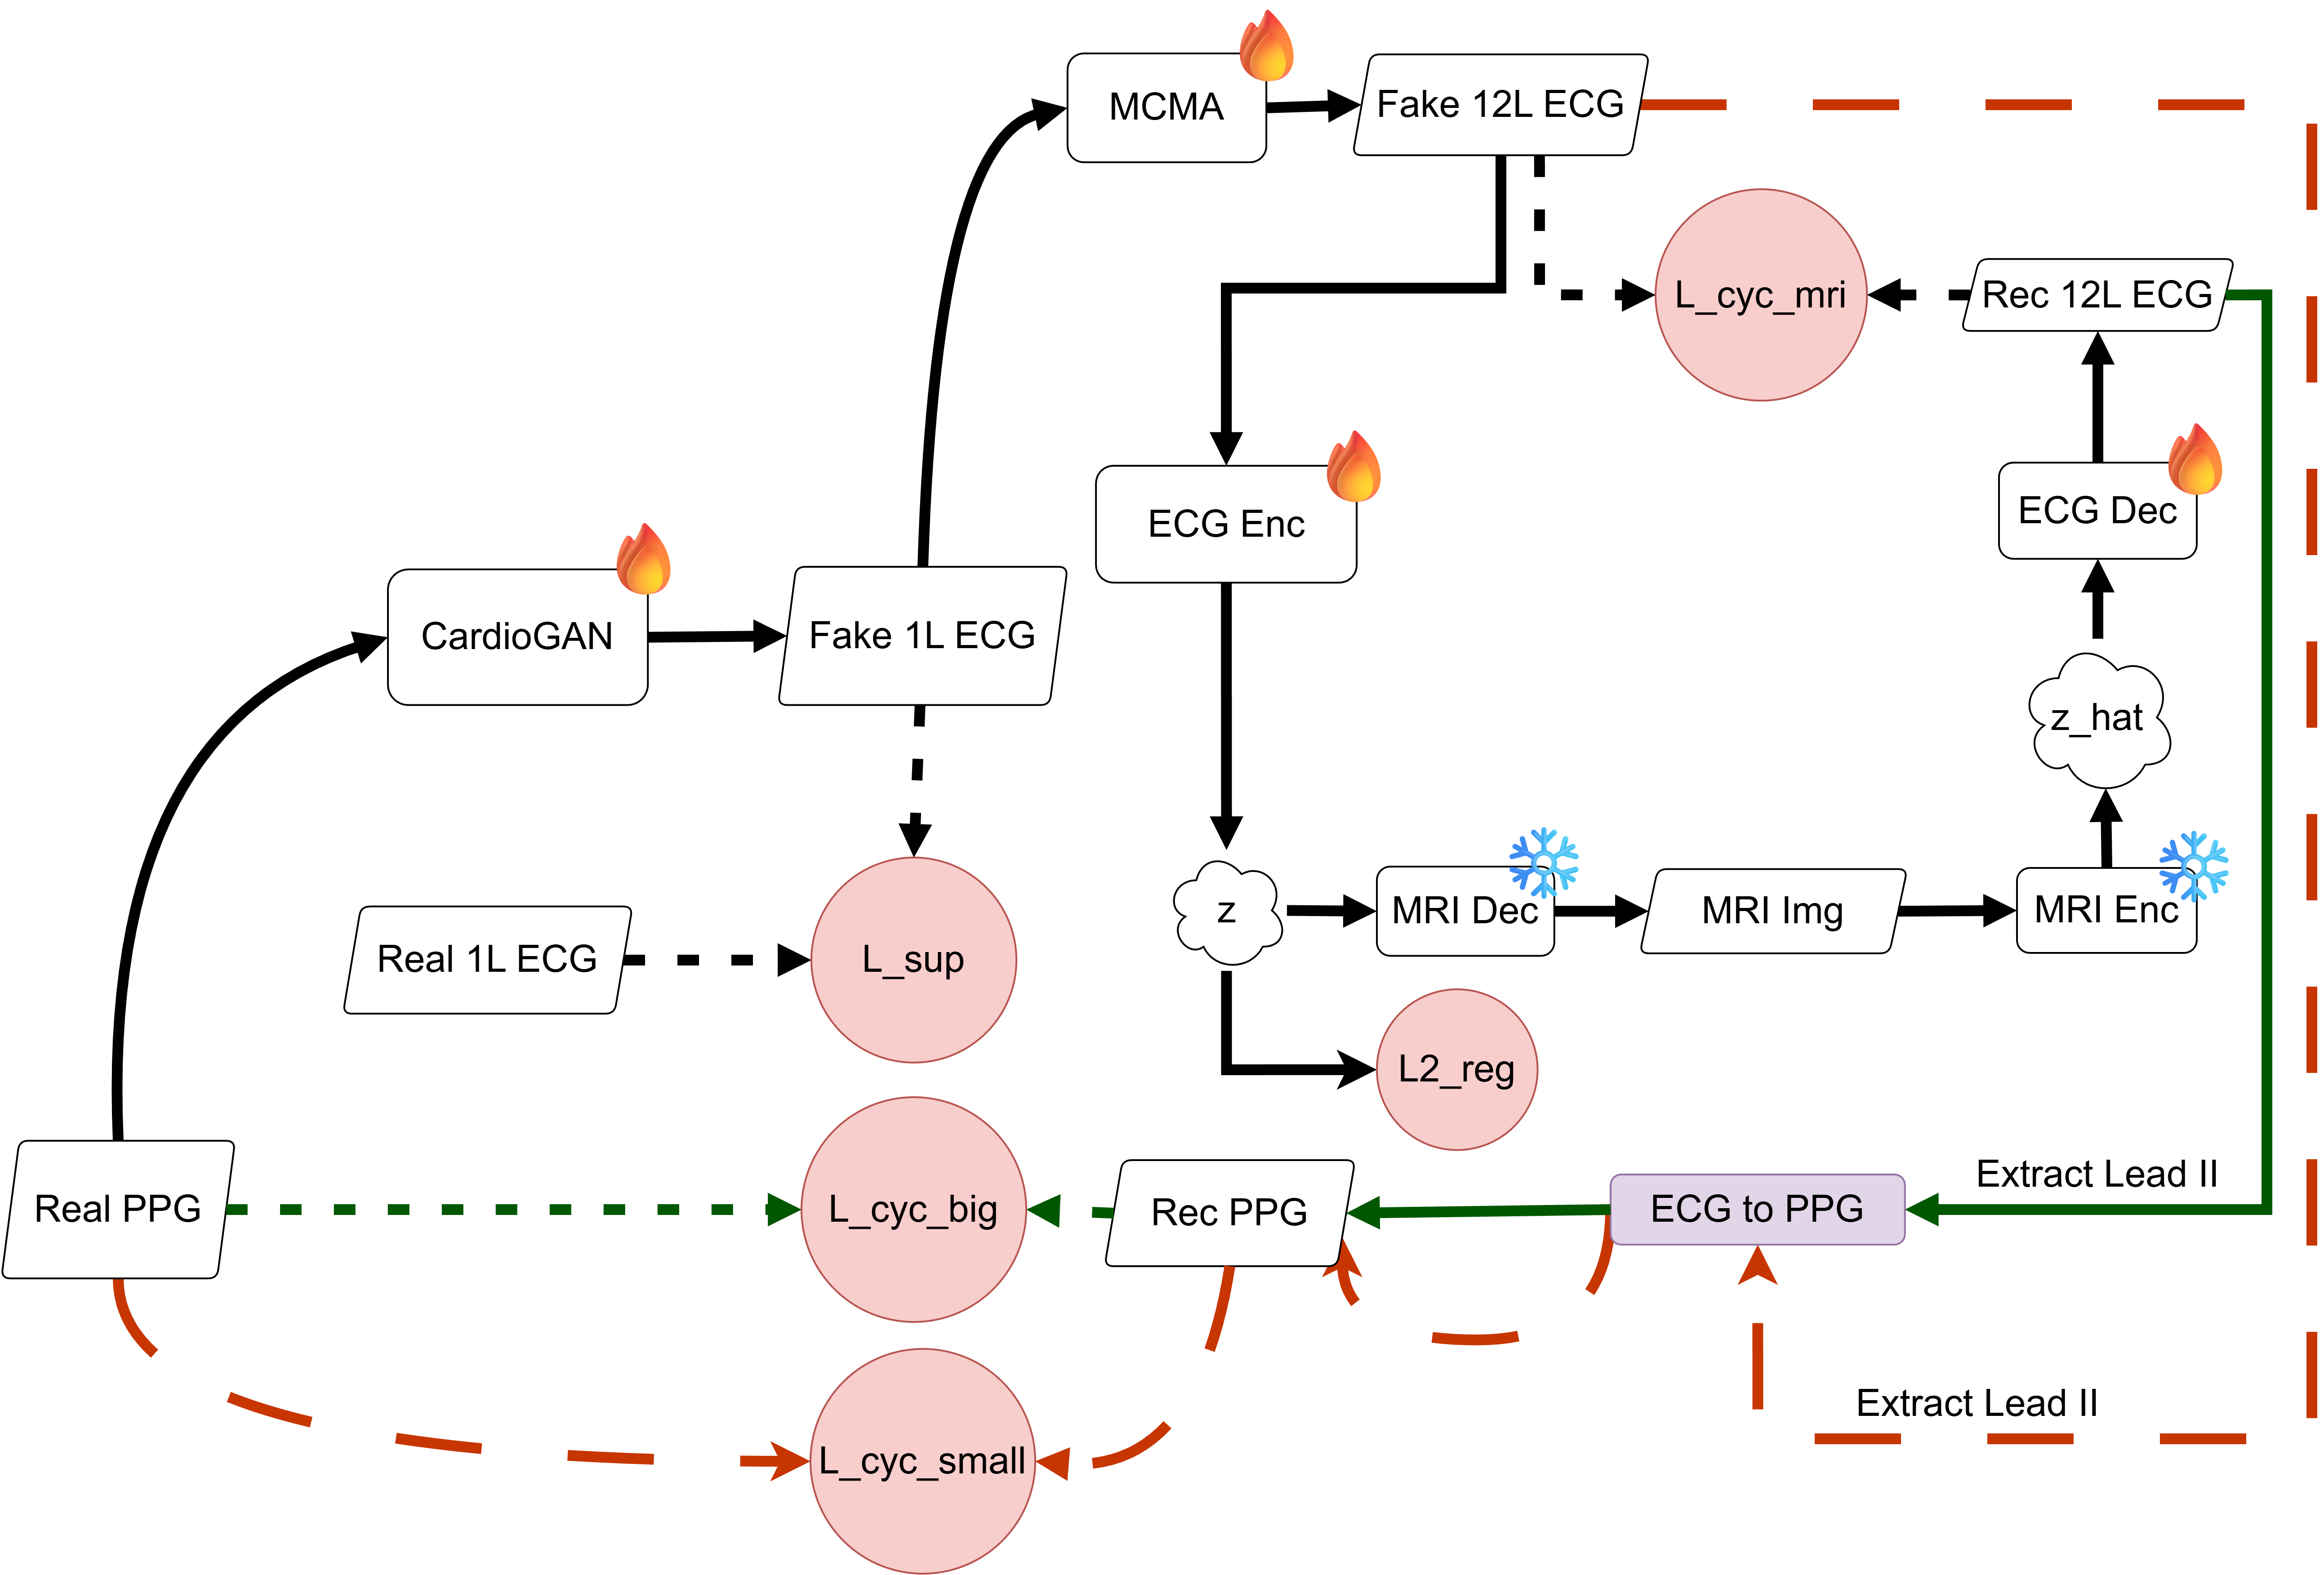 MCMA
Fake 12L ECG
L_cyc_mri
Rec 12L ECG
ECG Enc
ECG Dec
CardioGAN
Fake 1L ECG
z_hat
z
MRI Dec
MRI Img
MRI Enc
Real 1L ECG
L_sup
L2_reg
Extract Lead II
Real PPG
L_cyc_big
Rec PPG
ECG to PPG
Extract Lead II
L_cyc_small